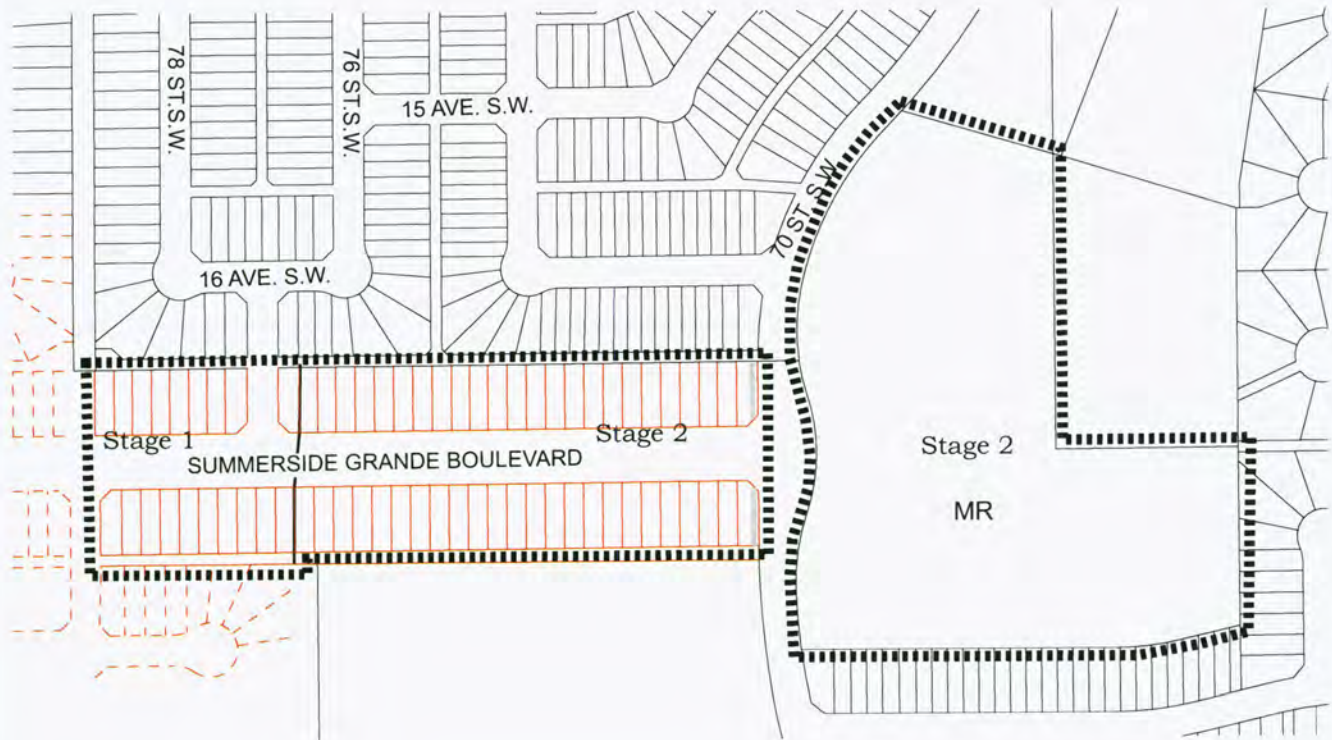 78 ST.S.W.
76 ST.S.W.
15 AVE. S.W.
70 ST. S.W.
16 AVE. S.W.
Stage 1
Stage 2
SUMMERSIDE GRANDE BOULEVARD
Stage 2
MR